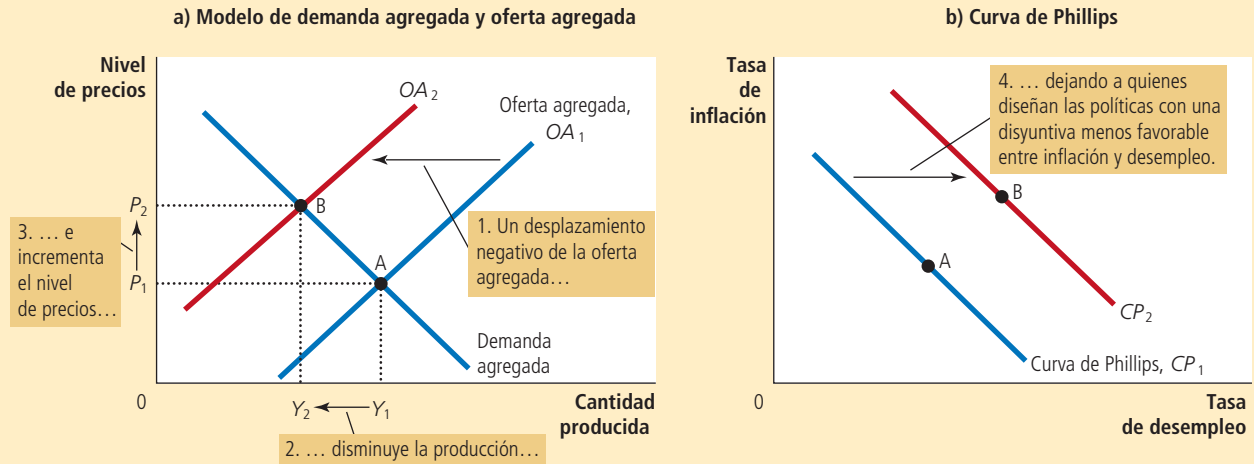 a) Modelo de demanda agregada y oferta agregada
Nivel
de precios
OA2
Oferta agregada,
OA1
P2
B
3. … e
incrementa
el nivel
de precios…
P1
A
1. Un desplazamiento
negativo de la oferta
agregada…
Demanda
agregada
0
Y2
Y1
Cantidad
producida
2. … disminuye la producción…
b) Curva de Phillips
Tasa
de
inflación
4. … dejando a quienes
diseñan las políticas con una
disyuntiva menos favorable
entre inflación y desempleo.
B
A
CP2
Curva de Phillips, CP1
0
Tasa
de desempleo